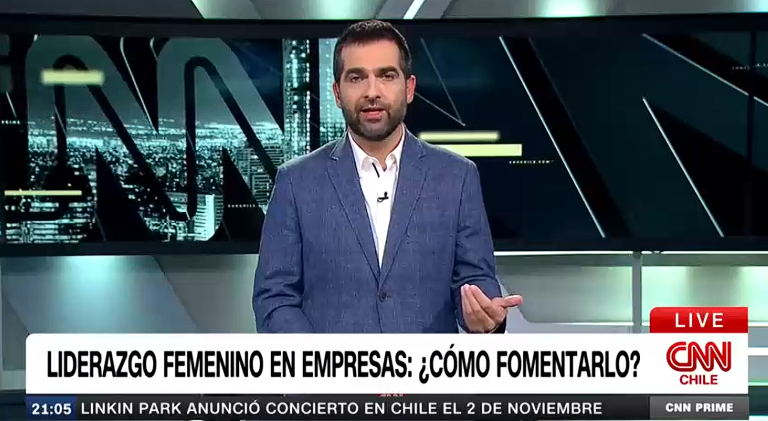 LIVE
LIDERAZGO FEMENINO EN EMPRESAS: ¿CÓMO FOMENTARLO?
CNN
CHILE
21:05 LINKIN PARK ANUNCIÓ CONCIERTO EN CHILE EL 2 DE NOVIEMBRE
CNN PRIME